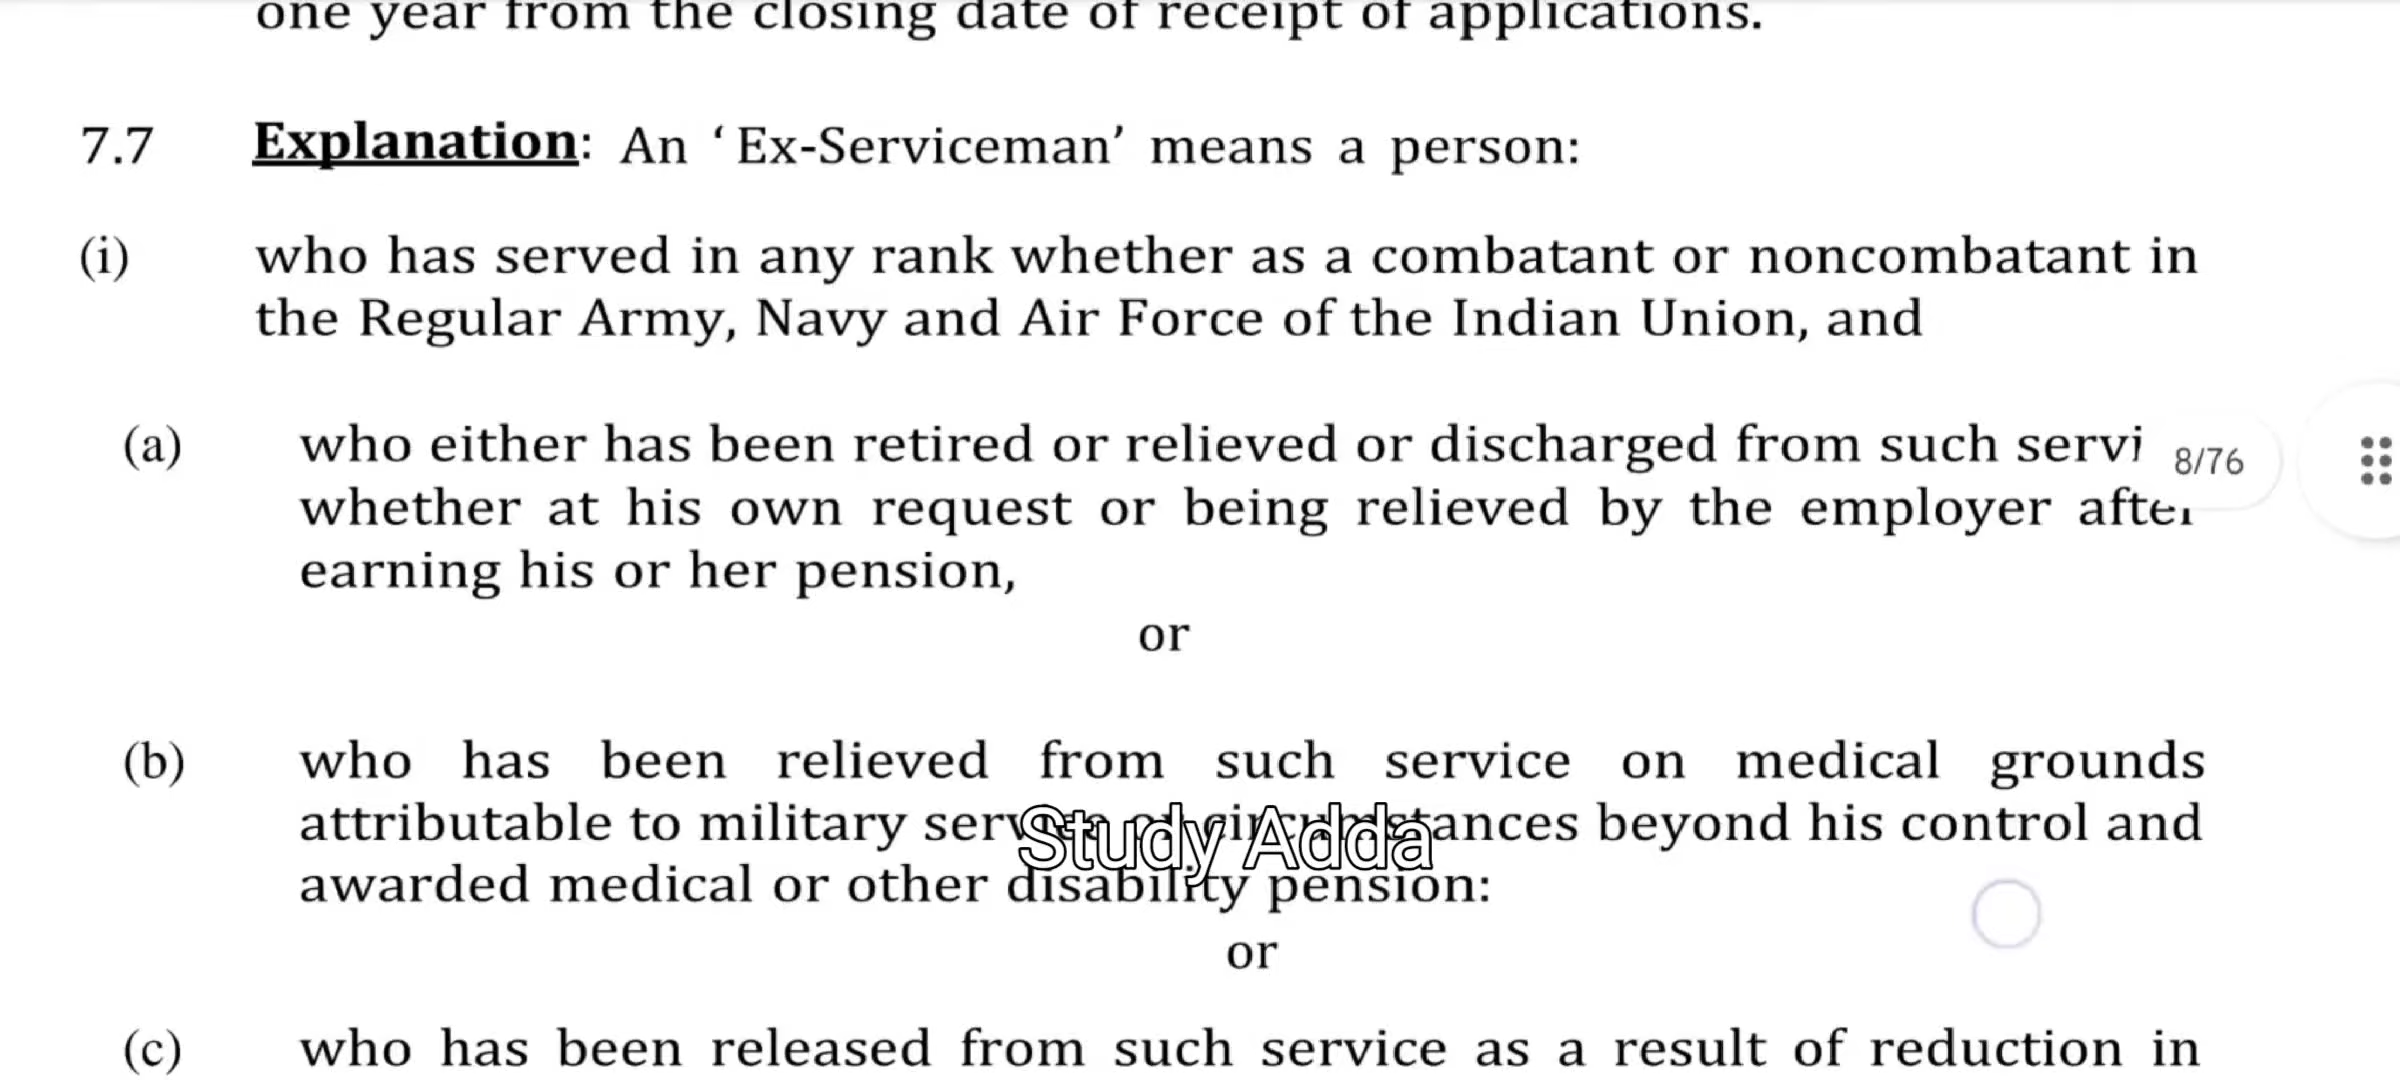 one year from the closing date of receipt of applications.
7.7 Explanation: An ‘Ex-Serviceman’ means a person:
(i) who has served in any rank whether as a combatant or noncombatant in
the Regular Army, Navy and Air Force of the Indian Union, and
(a) who either has been retired or relieved or discharged from such servi
8/76
whether at his own request or being relieved by the employer after
earning his or her pension,
or
(b) who has been relieved from such service on medical grounds
attributable to military service or circumstances beyond his control and
Study Adda
awarded medical or other disability pension:
or
(c) who has been released from such service as a result of reduction in